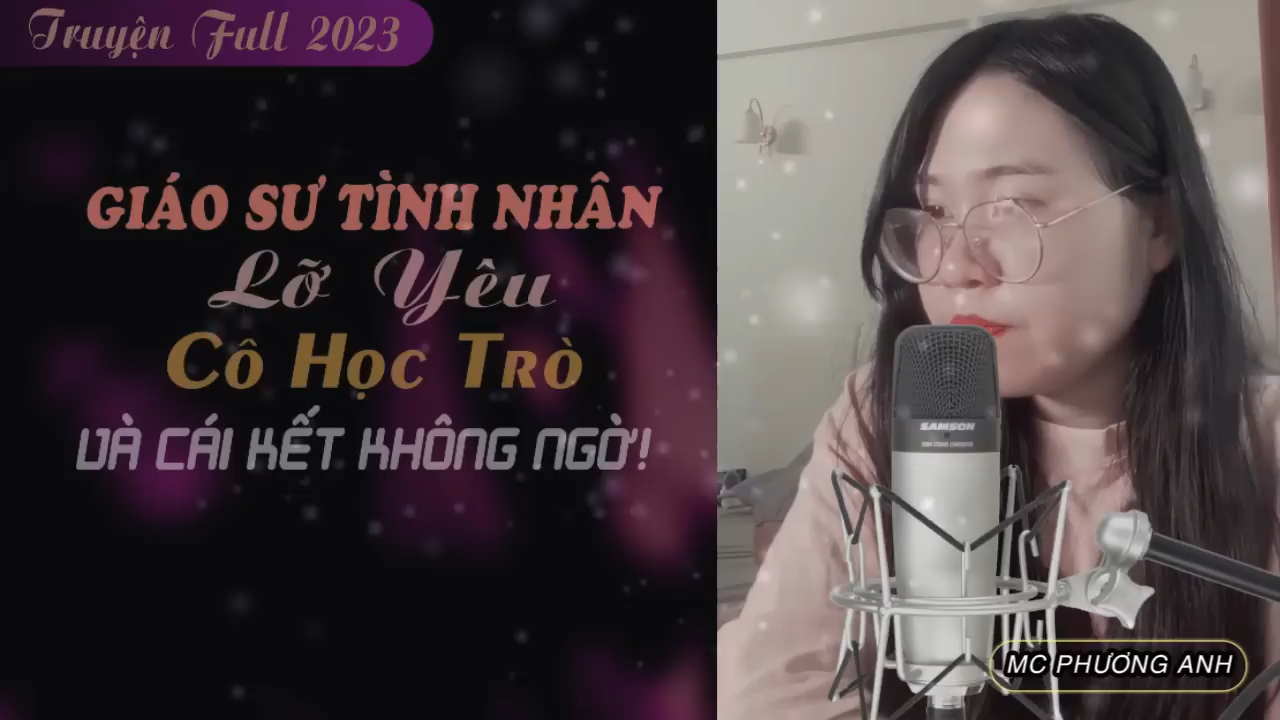 Truyện Full 2023
GIÁO SƯ TÌNH NHÂN
Lỡ Yêu
CÔ HỌC TRÒ
VÀ CÁI KẾT KHÔNG NGỜ!
SAMSON
MC PHƯƠNG ANH